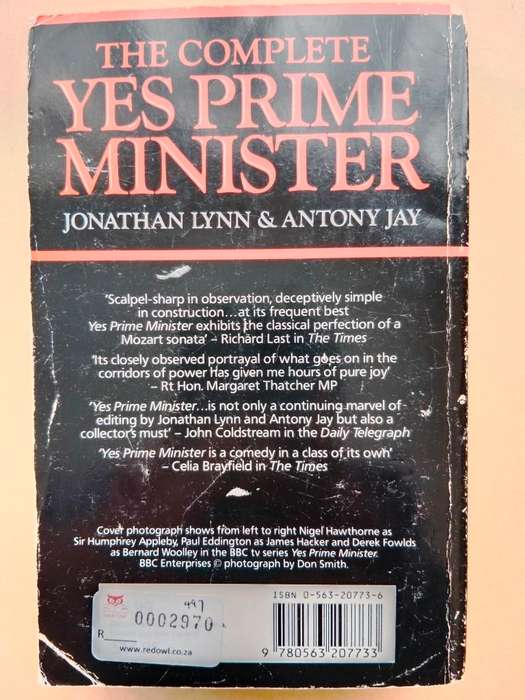 THE COMPLETE
YES PRIME
MINISTER
JONATHAN LYNN & ANTONY JAY
'Scalpel-sharp in observation, deceptively simple
in construction...at its frequent best
Yes Prime Minister exhibits the classical perfection of a
Mozart sonata' – Richard Last in The Times
'Its closely observed portrayal of what goes on in the
corridors of power has given me hours of pure joy'
– Rt Hon. Margaret Thatcher MP
'Yes Prime Minister...is not only a continuing marvel of
editing by Jonathan Lynn and Antony Jay but also a
collector's must' – John Coldstream in the Daily Telegraph
'Yes Prime Minister is a comedy in a class of its own'
– Celia Brayfield in The Times
Cover photograph shows from left to right Nigel Hawthorne as
Sir Humphrey Appleby, Paul Eddington as James Hacker and Derek Fowlds
as Bernard Woolley in the BBC tv series Yes Prime Minister.
BBC Enterprises © photograph by Don Smith.
497
0002970
R
www.redowl.co.za
ISBN 0-563-20773-6
9 780563 207733